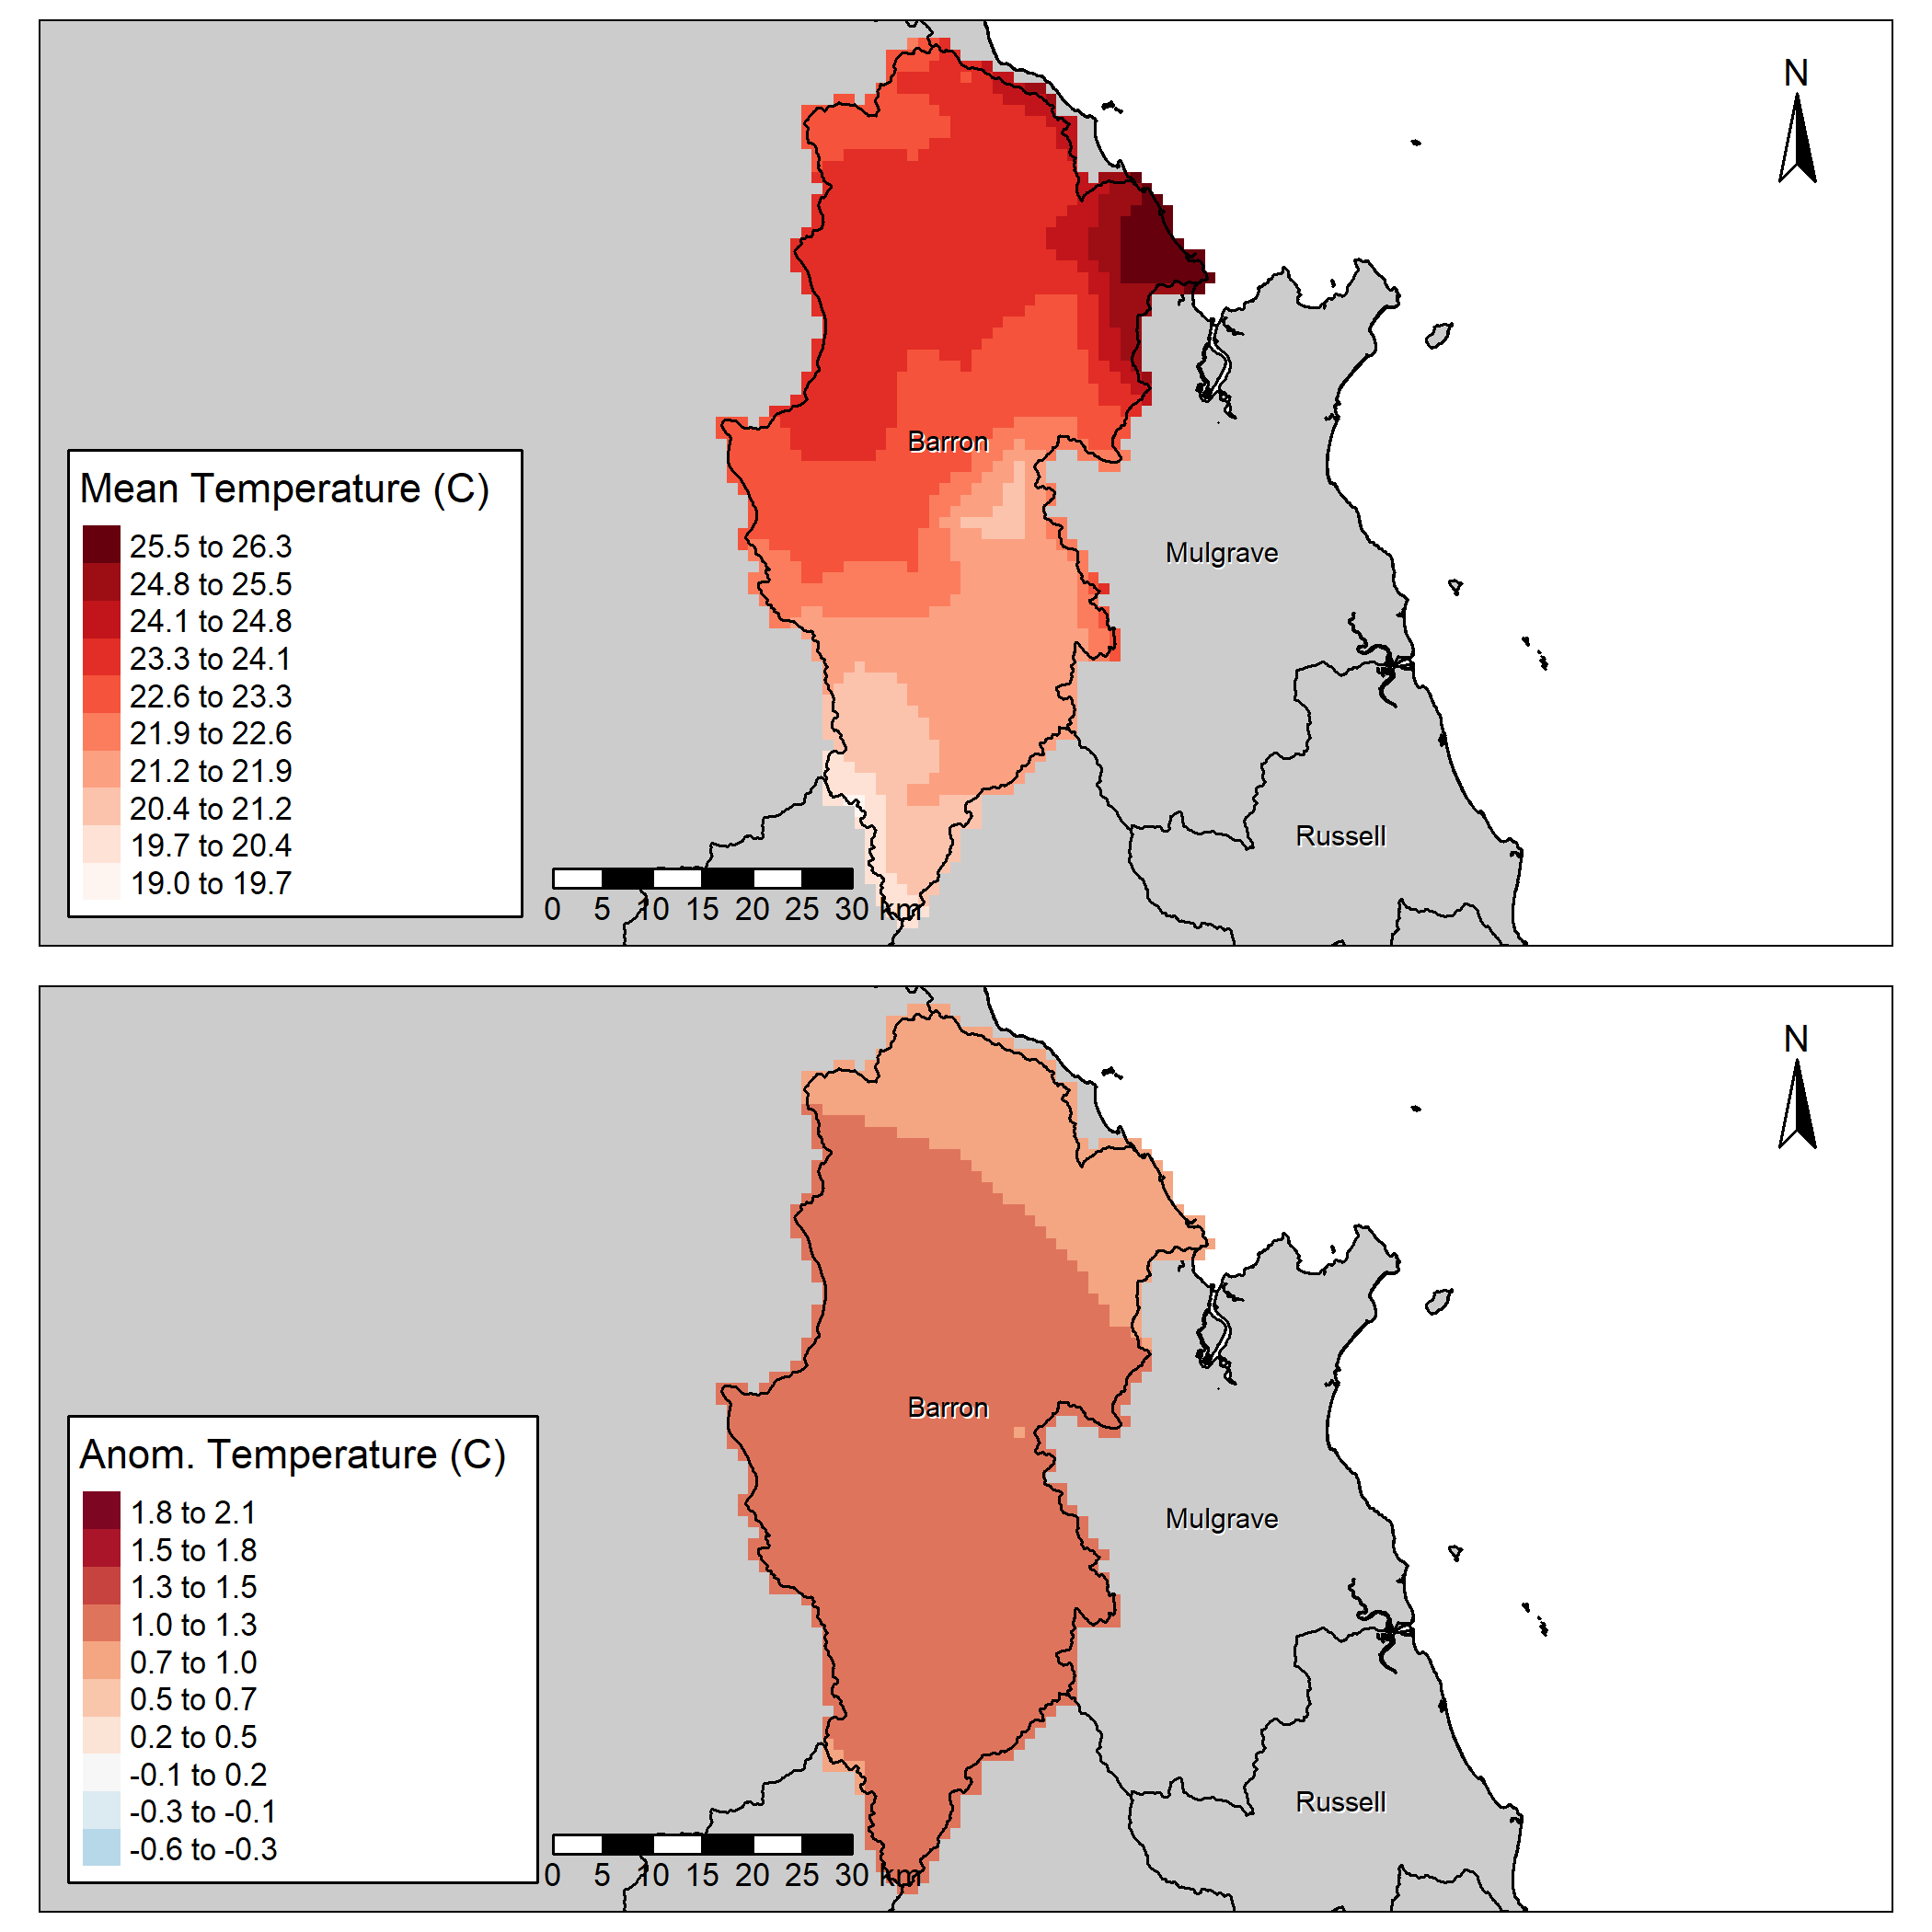 N
Barron
Mean Temperature (C)
25.5 to 26.3
24.8 to 25.5
24.1 to 24.8
23.3 to 24.1
22.6 to 23.3
21.9 to 22.6
21.2 to 21.9
20.4 to 21.2
19.7 to 20.4
19.0 to 19.7
Mulgrave
Russell
0 5 10 15 20 25 30 km
N
Barron
Anom. Temperature (C)
1.8 to 2.1
1.5 to 1.8
1.3 to 1.5
1.0 to 1.3
0.7 to 1.0
0.5 to 0.7
0.2 to 0.5
-0.1 to 0.2
-0.3 to -0.1
-0.6 to -0.3
Mulgrave
Russell
0 5 10 15 20 25 30 km